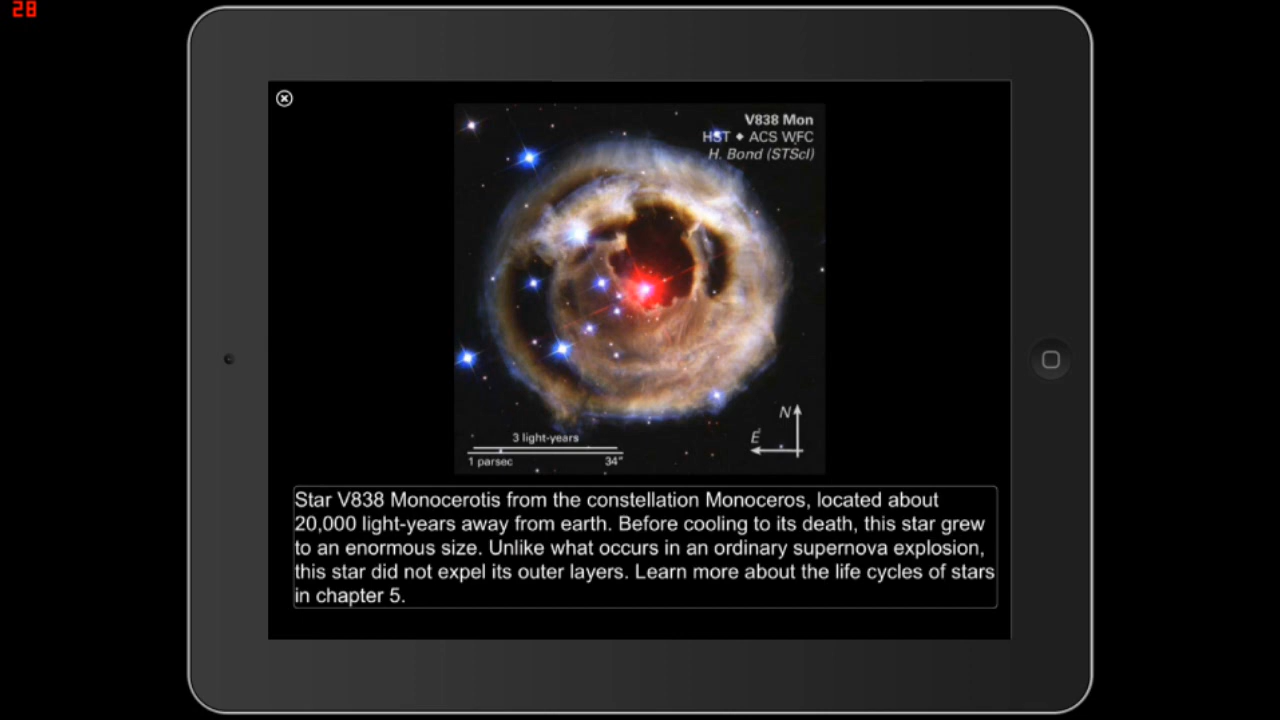 28
V838 Mon
HST ◆ ACS WFC
H. Bond (STScI)
N
E
3 light-years
1 parsec 34"
Star V838 Monocerotis from the constellation Monoceros, located about
20,000 light-years away from earth. Before cooling to its death, this star grew
to an enormous size. Unlike what occurs in an ordinary supernova explosion,
this star did not expel its outer layers. Learn more about the life cycles of stars
in chapter 5.